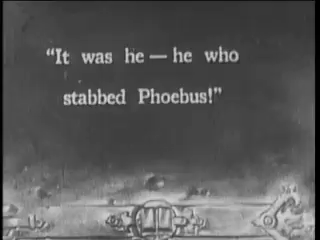 “It was he — he who
stabbed Phoebus!”